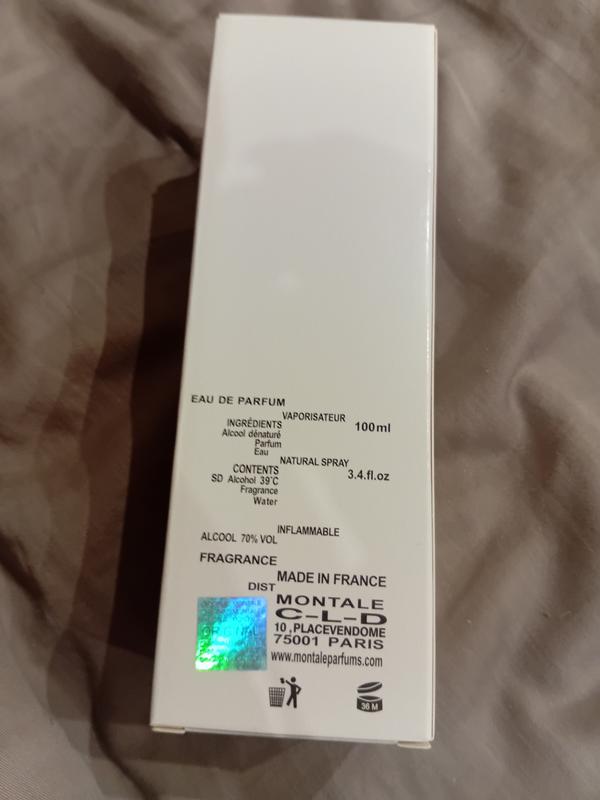 EAU DE PARFUM
VAPORISATEUR
100ml
INGRÉDIENTS
Alcool dénaturé
Parfum
Eau
NATURAL SPRAY
3.4.fl.oz
CONTENTS
SD Alcohol 39°C
Fragrance
Water
INFLAMMABLE
ALCOOL 70% VOL
FRAGRANCE
MADE IN FRANCE
DIST
MONTALE
C-L-D
10 ,PLACEVENDOME
75001 PARIS
www.montaleparfums.com
ORIGINAL
36 M